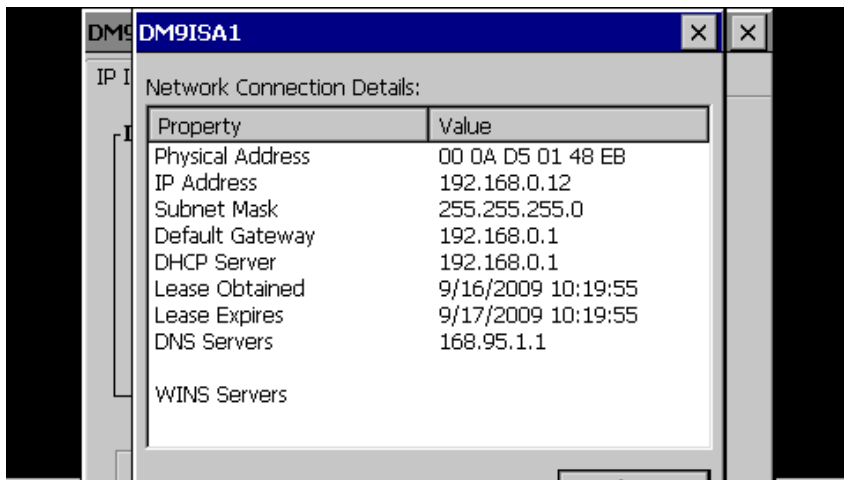 DM9 DM9ISA1
IP I
Network Connection Details:
Property Value
Physical Address 00 0A D5 01 48 EB
IP Address 192.168.0.12
Subnet Mask 255.255.255.0
Default Gateway 192.168.0.1
DHCP Server 192.168.0.1
Lease Obtained 9/16/2009 10:19:55
Lease Expires 9/17/2009 10:19:55
DNS Servers 168.95.1.1
WINS Servers